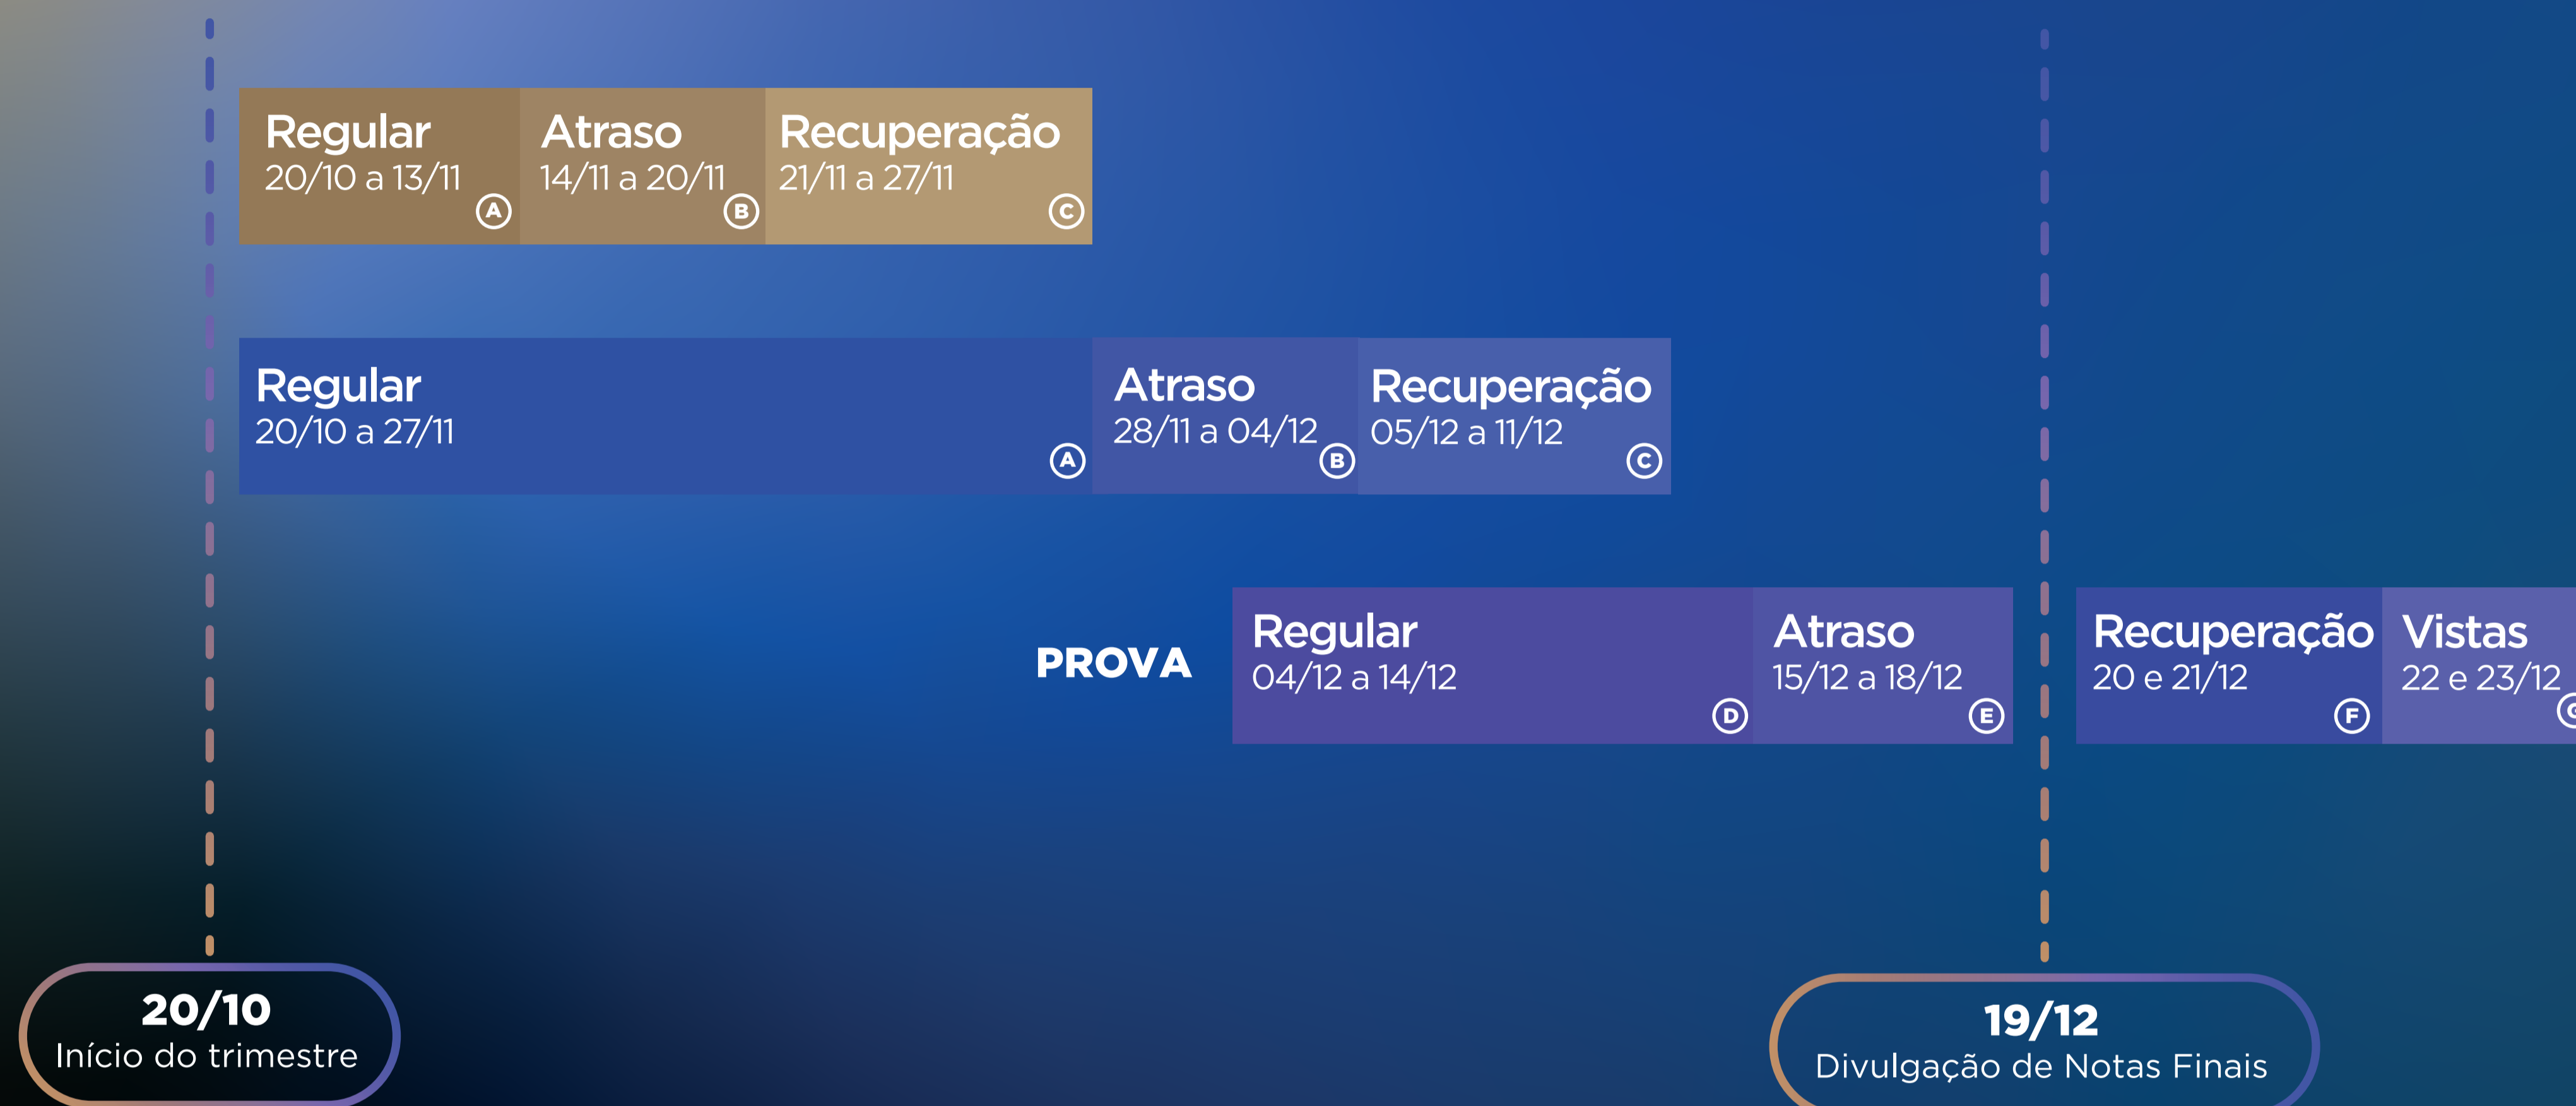 Regular
20/10 a 13/11
A
Atraso
14/11 a 20/11
B
Recuperação
21/11 a 27/11
C
Regular
20/10 a 27/11
A
Atraso
28/11 a 04/12
B
Recuperação
05/12 a 11/12
C
PROVA
Regular
04/12 a 14/12
D
Atraso
15/12 a 18/12
E
Recuperação
20 e 21/12
F
Vistas
22 e 23/12
20/10
Início do trimestre
19/12
Divulgação de Notas Finais